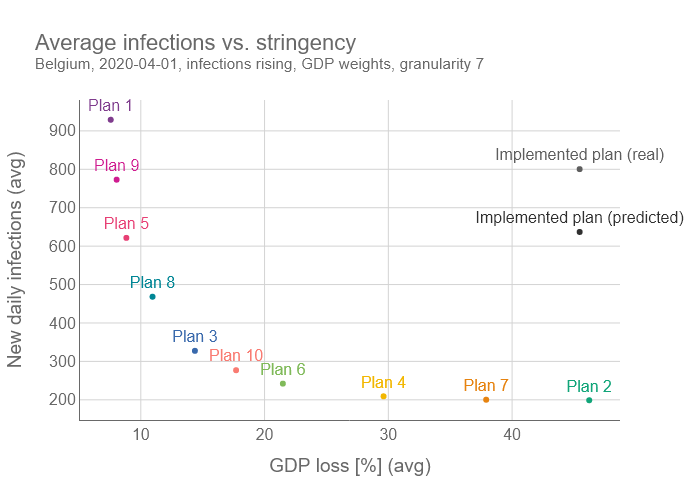 Average infections vs. stringency
Belgium, 2020-04-01, infections rising, GDP weights, granularity 7
Plan 1
900
Plan 9
Implemented plan (real)
800
700
Plan 5
Implemented plan (predicted)
600
500
Plan 8
400
Plan 3
Plan 10
300
Plan 6
Plan 4
Plan 7
Plan 2
200
New daily infections (avg)
10
20
30
40
GDP loss [%] (avg)